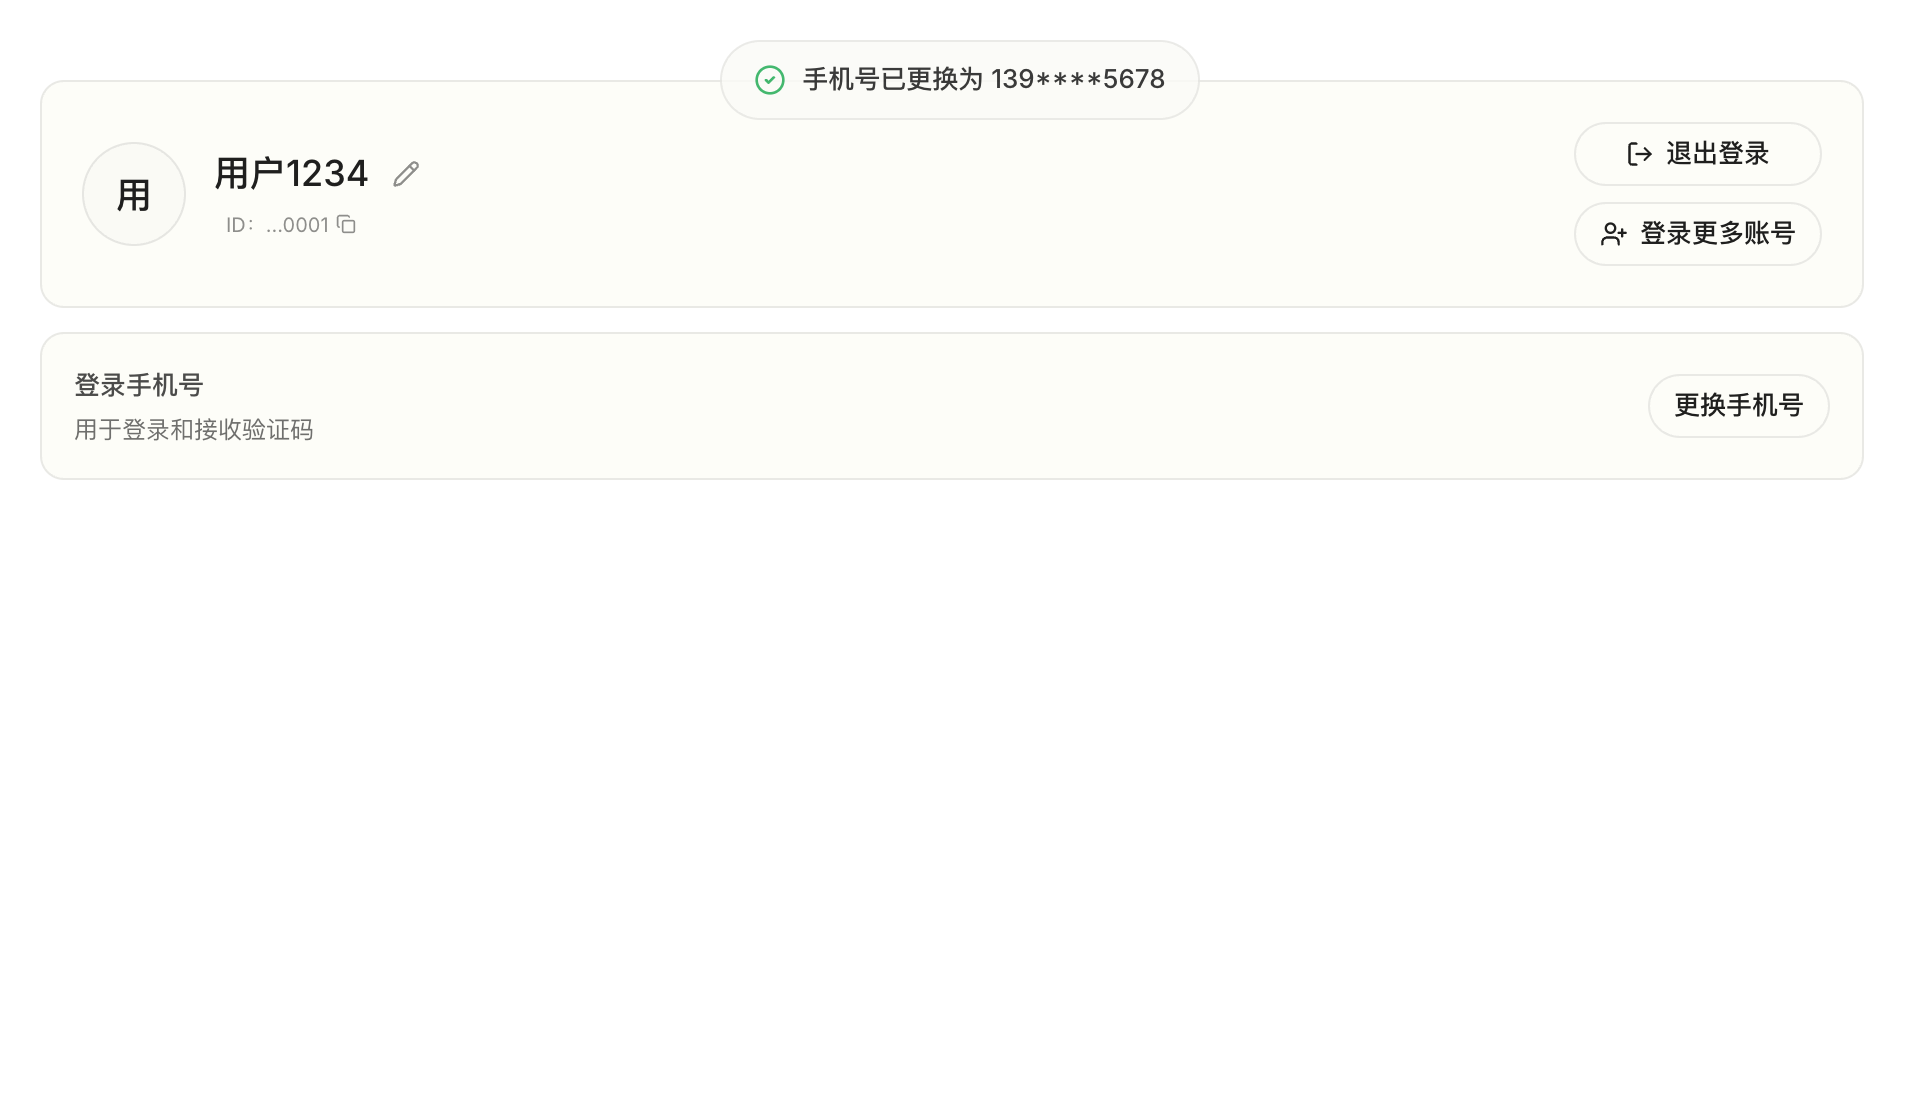 手机号已更换为 139****5678
用
用户1234
ID：...0001
退出登录
登录更多账号
登录手机号
用于登录和接收验证码
更换手机号